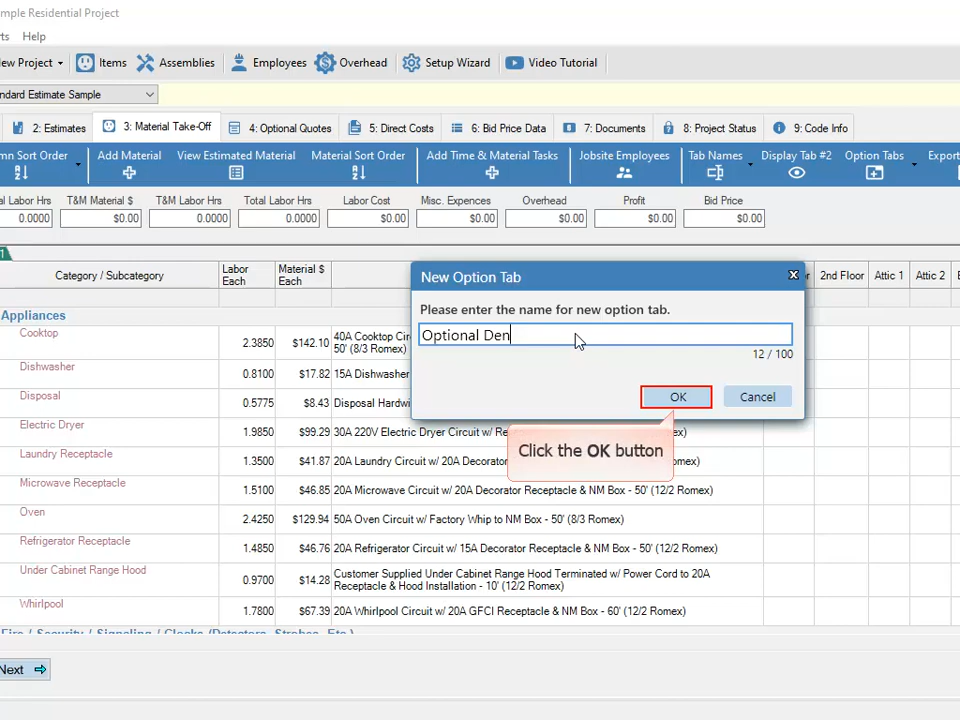 mple Residential Project
rts Help
ew Project Items Assemblies Employees Overhead Setup Wizard Video Tutorial
ndard Estimate Sample
2: Estimates 3: Material Take-Off 4: Optional Quotes 5: Direct Costs 6: Bid Price Data 7: Documents 8: Project Status 9: Code Info
mn Sort Order Add Material View Estimated Material Material Sort Order Add Time & Material Tasks Jobsite Employees Tab Names Display Tab #2 Option Tabs Export
al Labor Hrs T&M Material $ T&M Labor Hrs Total Labor Hrs Labor Cost Misc. Expences Overhead Profit Bid Price
0.0000 $0.00 0.0000 0.0000 $0.00 $0.00 $0.00 $0.00 $0.00
1
Category / Subcategory Labor Each Material $ Each 2nd Floor Attic 1 Attic 2
New Option Tab
Please enter the name for new option tab.
Optional Den
12 / 100
OK Cancel
Click the OK button
Appliances
Cooktop 2.3850 $142.10 40A Cooktop Cir
50' (8/3 Romex)
Dishwasher 0.8100 $17.82 15A Dishwasher
Disposal 0.5775 $8.43 Disposal Hardwi
Electric Dryer 1.9850 $99.29 30A 220V Electric Dryer Circuit w/ Re
Laundry Receptacle 1.3500 $41.87 20A Laundry Circuit w/ 20A Decorator Romex)
Microwave Receptacle 1.5100 $46.85 20A Microwave Circuit w/ 20A Decorator Receptacle & NM Box - 50' (12/2 Romex)
Oven 2.4250 $129.94 50A Oven Circuit w/ Factory Whip to NM Box - 50' (8/3 Romex)
Refrigerator Receptacle 1.4850 $46.76 20A Refrigerator Circuit w/ 15A Decorator Receptacle & NM Box - 50' (12/2 Romex)
Under Cabinet Range Hood 0.9700 $14.28 Customer Supplied Under Cabinet Range Hood Terminated w/ Power Cord to 20A
Receptacle & Hood Installation - 10' (12/2 Romex)
Whirlpool 1.7800 $67.39 20A Whirlpool Circuit w/ 20A GFCI Receptacle & NM Box - 60' (12/2 Romex)
Fire / Security / Signaling / Clocks (Detectors, Strobes, Etc.)
Next